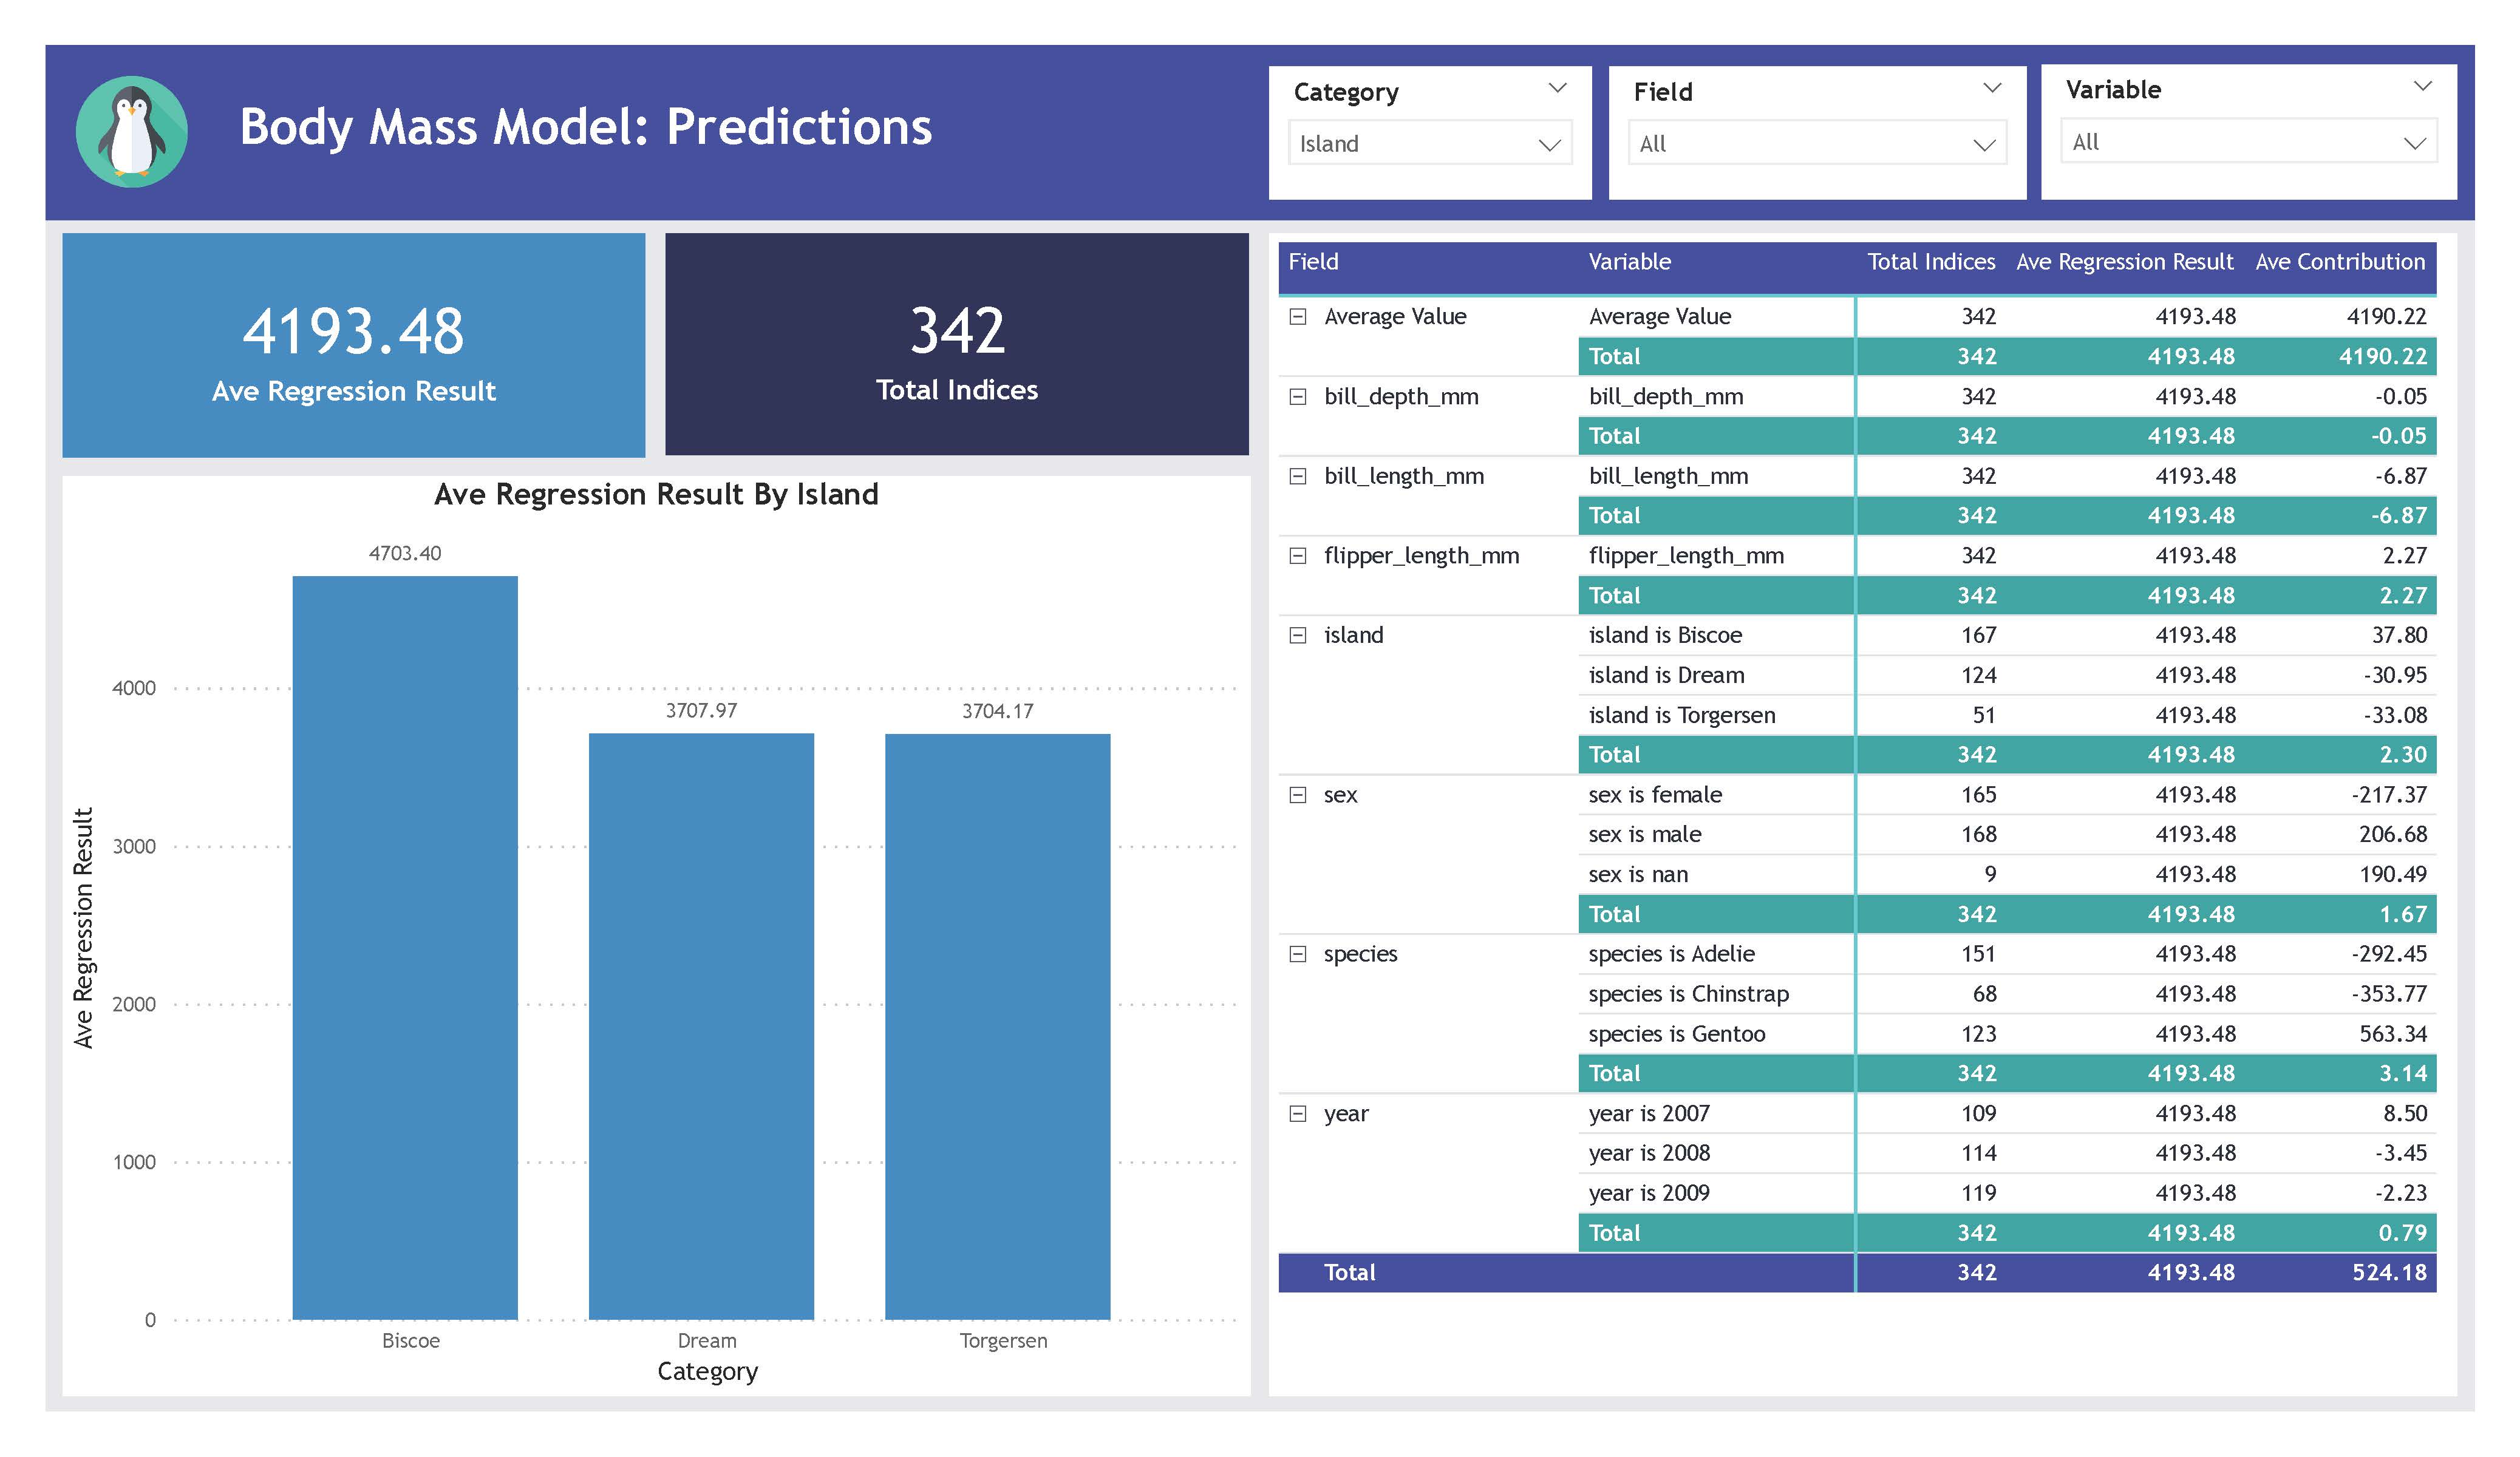 Body Mass Model: Predictions
Category
Island
Field
All
Variable
All
4193.48
Ave Regression Result
342
Total Indices
Ave Regression Result By Island
Ave Regression Result
4000
3000
2000
1000
0
4703.40
3707.97
3704.17
Biscoe
Dream
Torgersen
Category
Field Variable Total Indices Ave Regression Result Ave Contribution
Average Value Average Value 342 4193.48 4190.22
Total 342 4193.48 4190.22
bill_depth_mm bill_depth_mm 342 4193.48 -0.05
Total 342 4193.48 -0.05
bill_length_mm bill_length_mm 342 4193.48 -6.87
Total 342 4193.48 -6.87
flipper_length_mm flipper_length_mm 342 4193.48 2.27
Total 342 4193.48 2.27
island island is Biscoe 167 4193.48 37.80
island is Dream 124 4193.48 -30.95
island is Torgersen 51 4193.48 -33.08
Total 342 4193.48 2.30
sex sex is female 165 4193.48 -217.37
sex is male 168 4193.48 206.68
sex is nan 9 4193.48 190.49
Total 342 4193.48 1.67
species species is Adelie 151 4193.48 -292.45
species is Chinstrap 68 4193.48 -353.77
species is Gentoo 123 4193.48 563.34
Total 342 4193.48 3.14
year year is 2007 109 4193.48 8.50
year is 2008 114 4193.48 -3.45
year is 2009 119 4193.48 -2.23
Total 342 4193.48 0.79
Total 342 4193.48 524.18